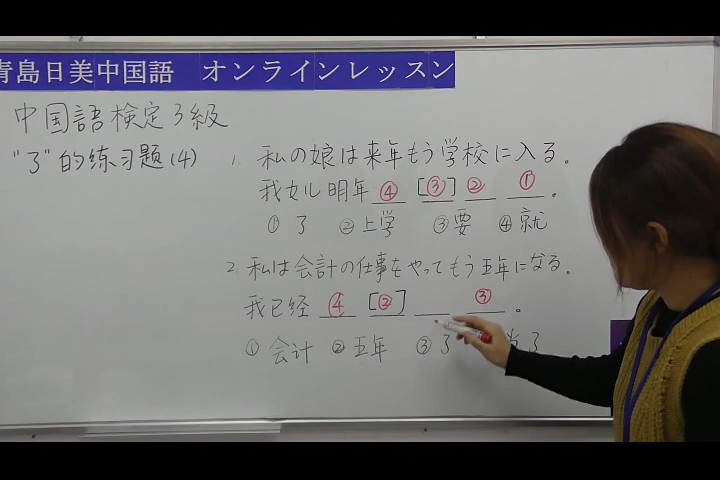 青島日美中国語 オンラインレッスン
中国語検定3級
"了"的练习题(4)
1. 私の娘は来年もう学校に入る。
我女儿明年 ④ [③] ② ① 。
① 了 ② 上学 ③ 要 ④ 就
2. 私は会計の仕事をやってもう五年になる。
我已经 ④ [②] ③ 。
① 会计 ② 五年 ③ 了 当了